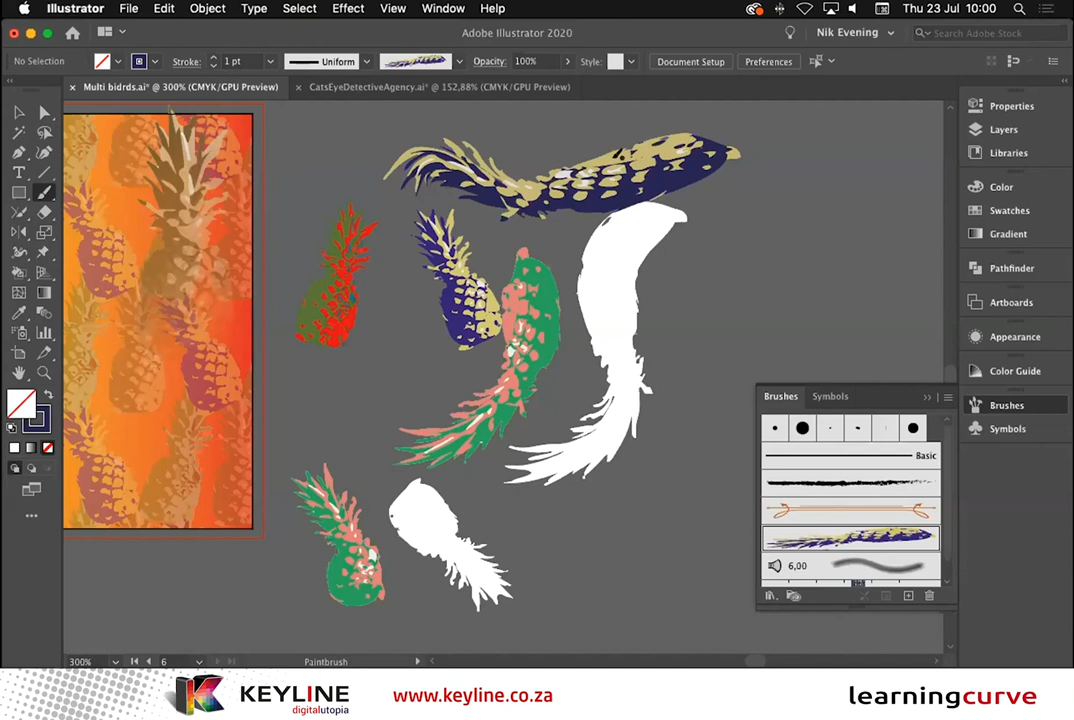 Illustrator File Edit Object Type Select Effect View Window Help Thu 23 Jul 10:00
Adobe Illustrator 2020 Nik Evening Search Adobe Stock
No Selection Stroke: 1 pt Uniform Opacity: 100% Style: Document Setup Preferences
× Multi bidrds.ai* @ 300% (CMYK/GPU Preview) × CatsEyeDetectiveAgency.ai* @ 152,88% (CMYK/GPU Preview)
Properties
Layers
Libraries
Color
Swatches
Gradient
Pathfinder
Artboards
Appearance
Color Guide
Brushes
Symbols
Brushes Symbols
Basic
6,00
300% 6 Paintbrush
KEYLINE
digitalutopia
www.keyline.co.za
learningcurve